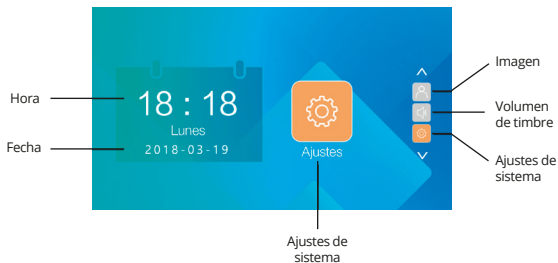 Hora
Fecha
18 : 18
Lunes
2018-03-19
Ajustes
Imagen
Volumen
de timbre
Ajustes de
sistema
Ajustes de
sistema